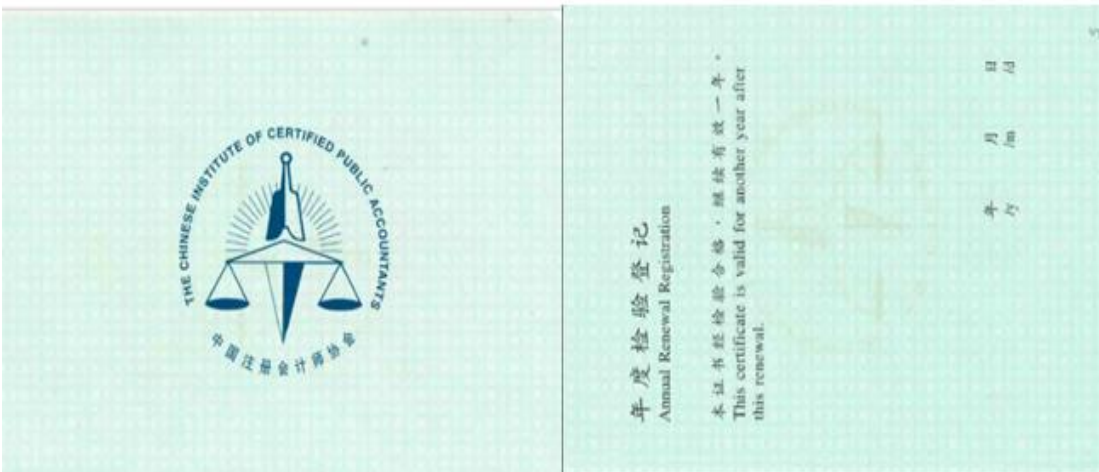 THE CHINESE INSTITUTE OF CERTIFIED PUBLIC ACCOUNTANTS
中国注册会计师协会
年度检验登记
Annual Renewal Registration
本证书经检验合格，继续有效一年。
This certificate is valid for another year after
this renewal.
年 月 日
/y /m /d
5